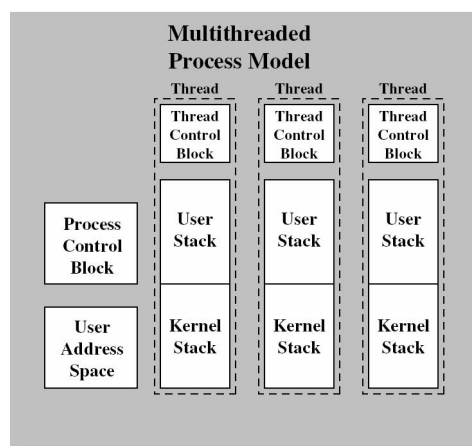 Multithreaded
Process Model
Thread
Thread
Thread
Thread
Control
Block
Thread
Control
Block
Thread
Control
Block
Process
Control
Block
User
Stack
User
Stack
User
Stack
User
Address
Space
Kernel
Stack
Kernel
Stack
Kernel
Stack